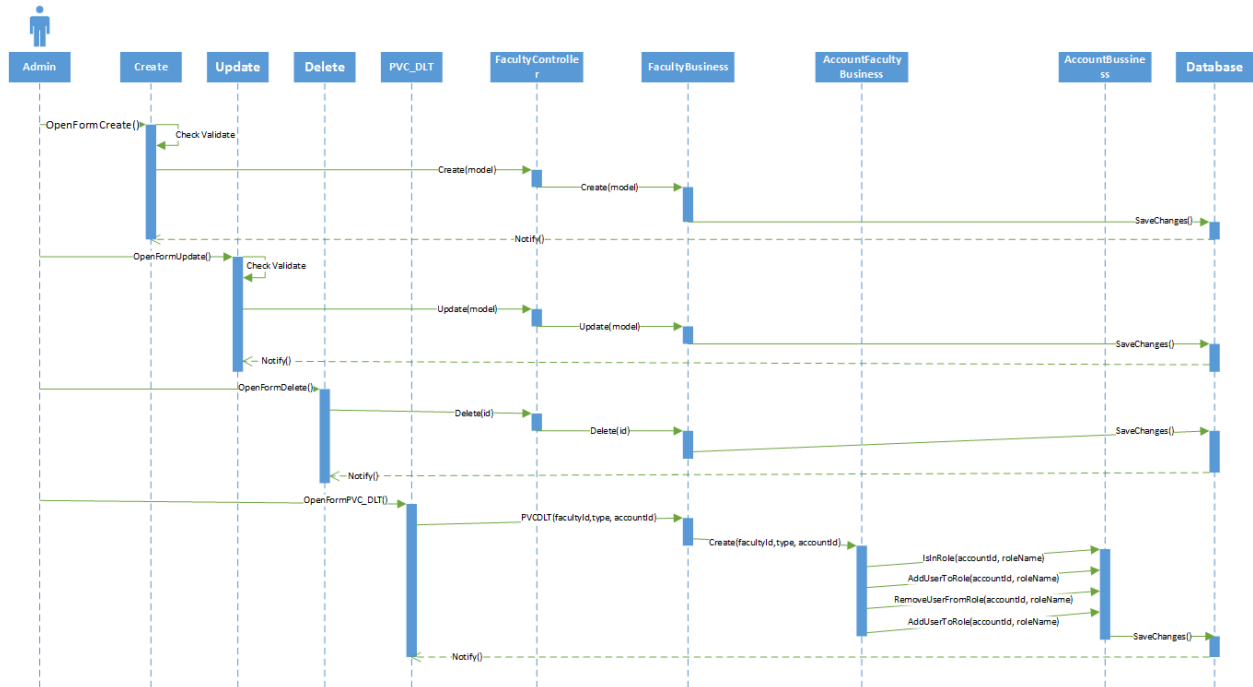 Admin
Create
Update
Delete
PVC_DLT
FacultyControlle
r
FacultyBusiness
AccountFaculty
Business
AccountBussine
ss
Database
OpenFormCreate()
Check Validate
Create(model)
Create(model)
SaveChanges()
Notify()
OpenFormUpdate()
Check Validate
Update(model)
Update(model)
SaveChanges()
Notify()
OpenFormDelete()
Delete(id)
Delete(id)
SaveChanges()
Notify()
OpenFormPVC_DLT()
PVCDLT(facultyId,type, accountId)
Create(facultyId,type, accountId)
IsInRole(accountId, roleName)
AddUserToRole(accountId, roleName)
RemoveUserFromRole(accountId, roleName)
AddUserToRole(accountId, roleName)
SaveChanges()
Notify()